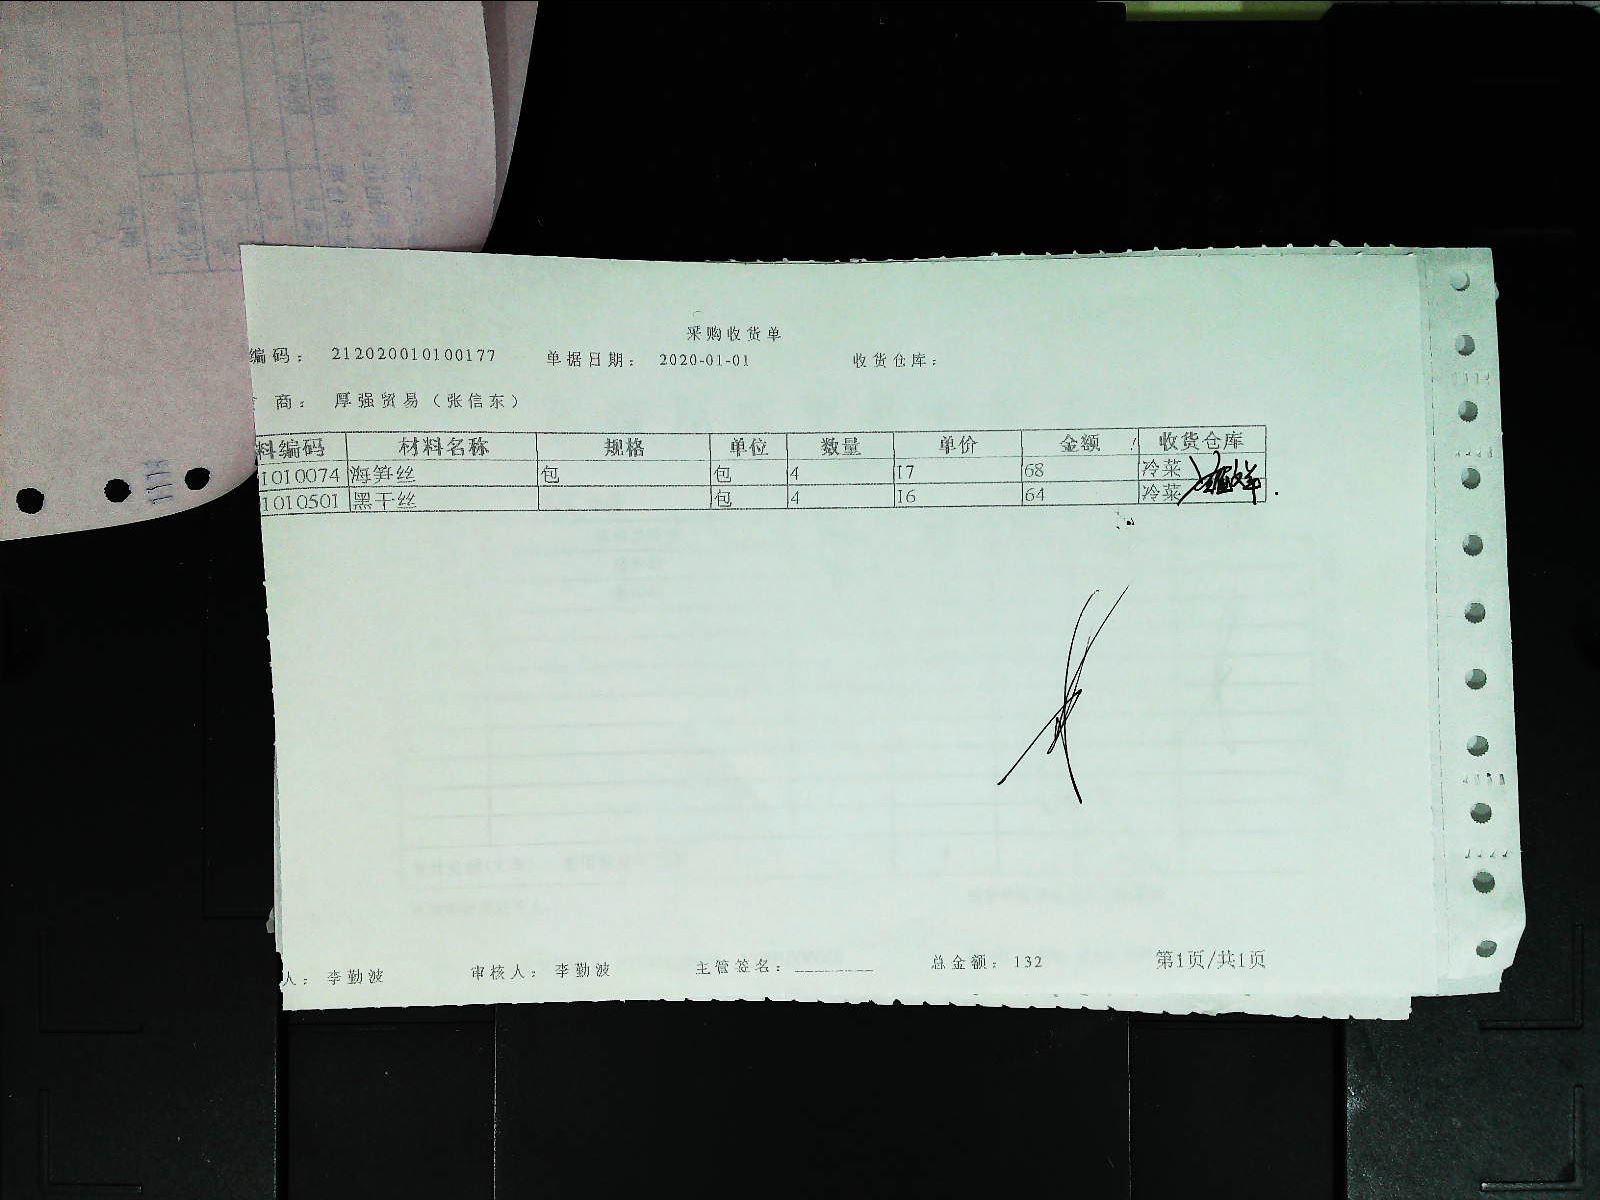 采购收货单
编码： 212020010100177 单据日期： 2020-01-01 收货仓库：
商： 厚强贸易（张信东）
料编码 材料名称 规格 单位 数量 单价 金额 收货仓库
1010074 海笋丝 包 包 4 17 68 冷菜
1010501 黑干丝 包 4 16 64 冷菜
人： 李勤波 审核人： 李勤波 主管签名：________ 总金额： 132 第1页/共1页